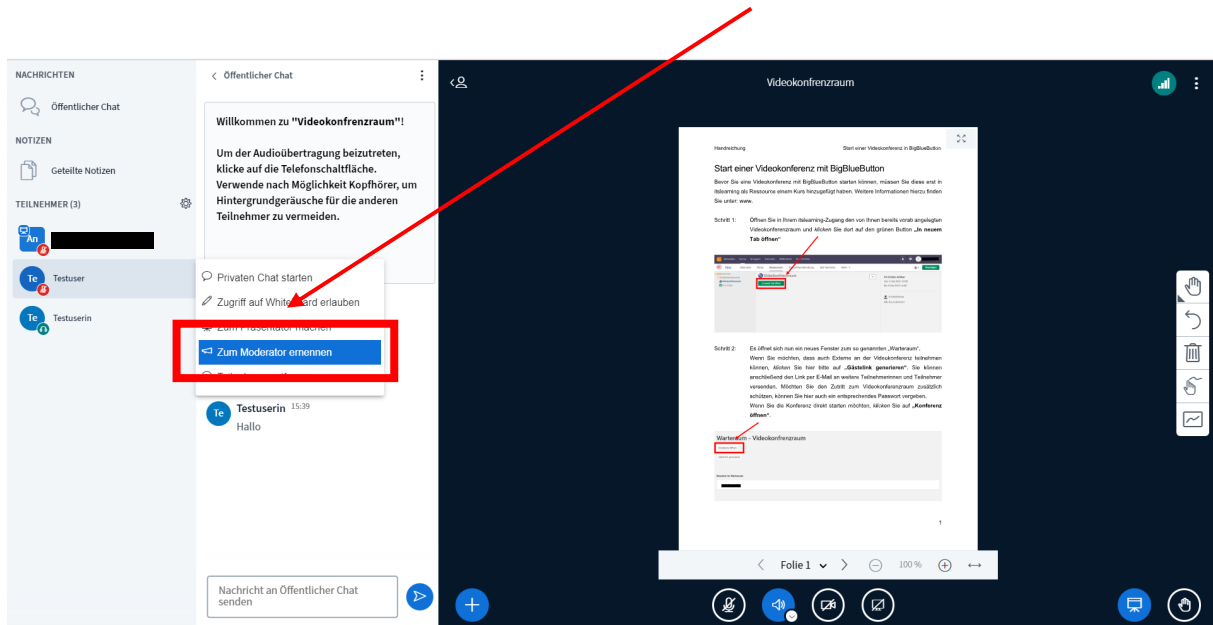 NACHRICHTEN
Öffentlicher Chat
NOTIZEN
Geteilte Notizen
TEILNEHMER (3)
An
Te Testuser
Te Testuserin
Öffentlicher Chat
Willkommen zu "Videokonfrenzraum"!
Um der Audioübertragung beizutreten,
klicke auf die Telefonschaltfläche.
Verwende nach Möglichkeit Kopfhörer, um
Hintergrundgeräusche für die anderen
Teilnehmer zu vermeiden.
Privaten Chat starten
Zugriff auf Whiteboard erlauben
Zum Präsentator machen
Zum Moderator ernennen
Te Testuserin 15:39
Hallo
Nachricht an Öffentlicher Chat
senden
Videokonfrenzraum
Handreichung Start einer Videokonferenz in BigBlueButton
Start einer Videokonferenz mit BigBlueButton
Bevor Sie eine Videokonferenz mit BigBlueButton starten können, müssen Sie diese erst in
itslearning als Ressource einem Kurs hinzugefügt haben. Weitere Informationen hierzu finden
Sie unter: www.
Schritt 1: Öffnen Sie in Ihrem itslearning-Zugang den von Ihnen bereits vorab angelegten
Videokonferenzraum und klicken Sie dort auf den grünen Button „In neuem
Tab öffnen“
Schritt 2: Es öffnet sich nun ein neues Fenster zum so genannten „Warteraum“.
Wenn Sie möchten, dass auch Externe an der Videokonferenz teilnehmen
können, klicken Sie hier bitte auf „Gästelink generieren“. Sie können
anschließend den Link per E-Mail an weitere Teilnehmerinnen und Teilnehmer
versenden. Möchten Sie den Zutritt zum Videokonferenzraum zusätzlich
schützen, können Sie hier auch ein entsprechendes Passwort vergeben.
Wenn Sie die Konferenz direkt starten möchten, klicken Sie auf „Konferenz
öffnen“.
Warteraum - Videokonfrenzraum
1
Folie 1 100 %